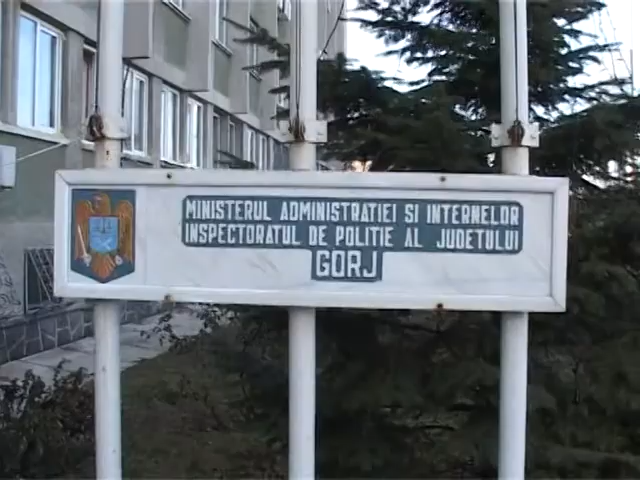 MINISTERUL ADMINISTRATIEI SI INTERNELOR
INSPECTORATUL DE POLITIE AL JUDETULUI
GORJ